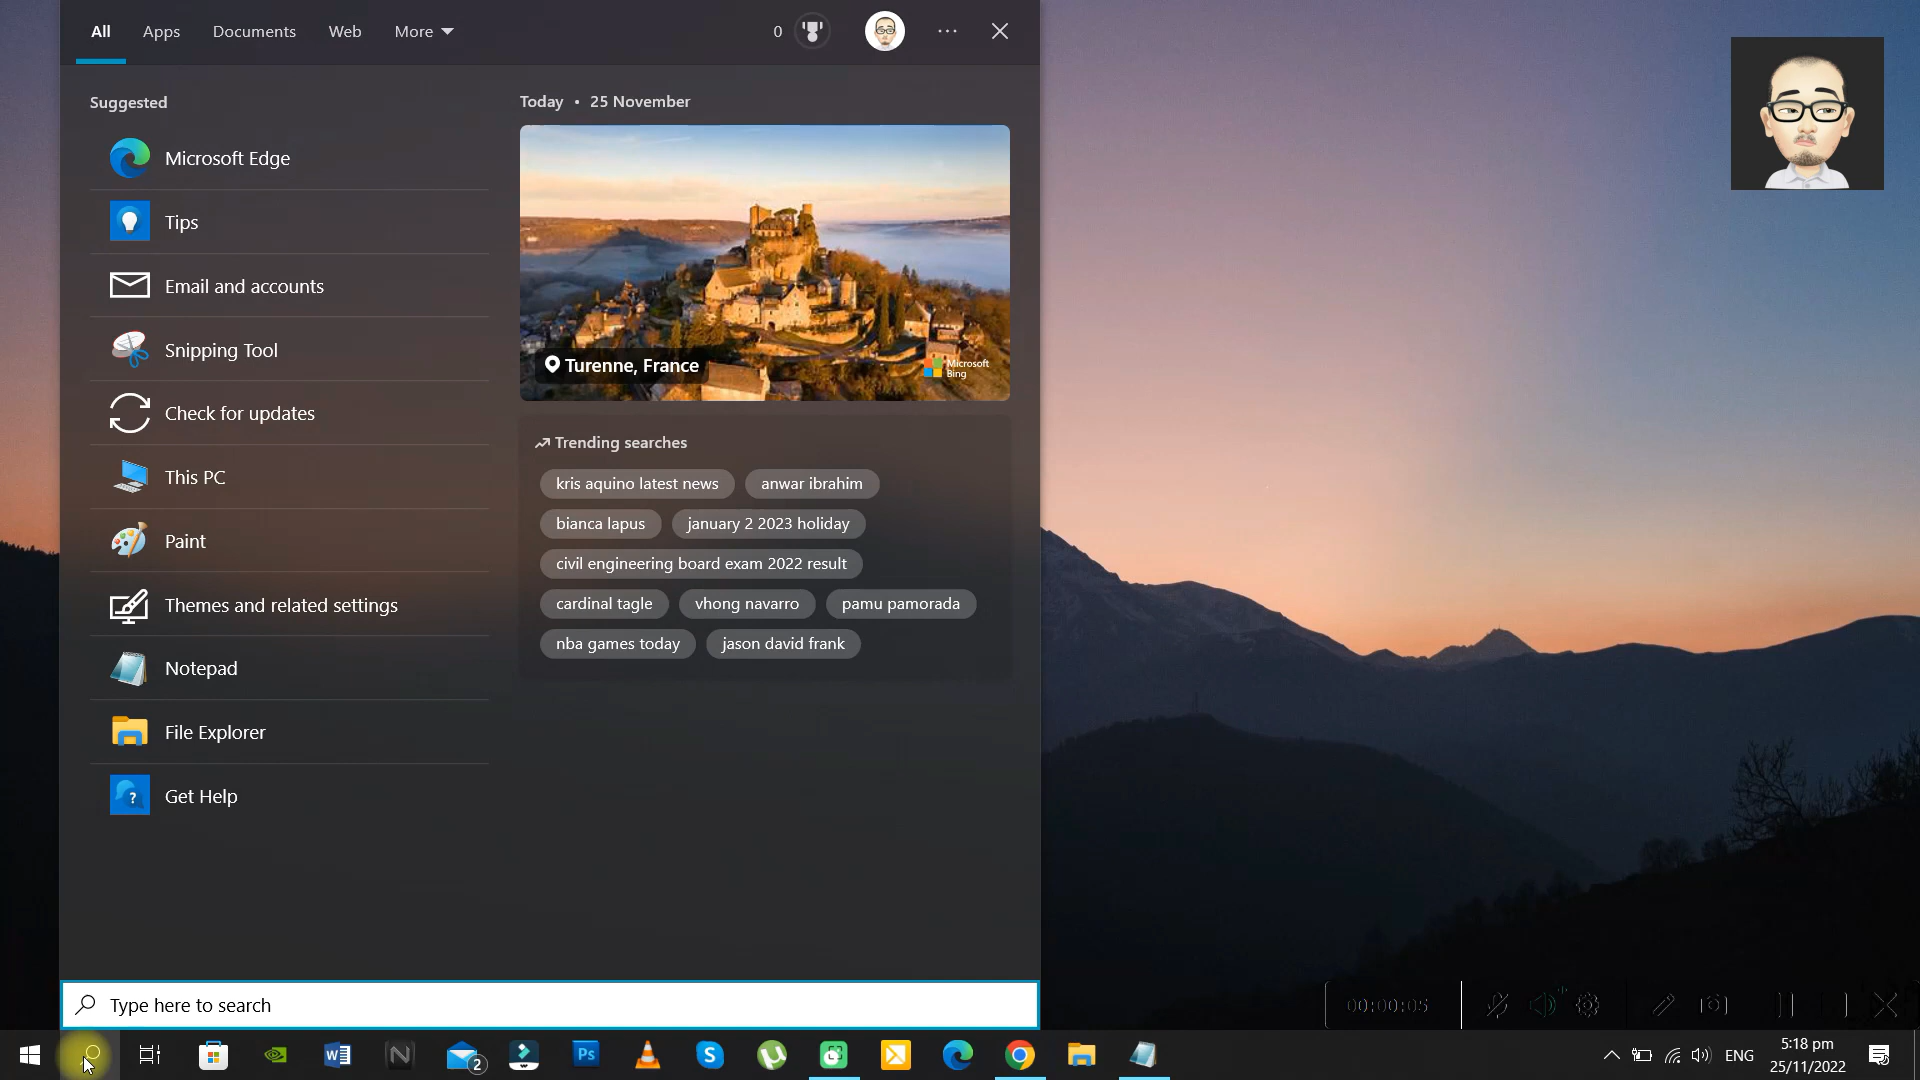 All Apps Documents Web More 0
Suggested
Microsoft Edge
Tips
Email and accounts
Snipping Tool
Check for updates
This PC
Paint
Themes and related settings
Notepad
File Explorer
Get Help
Today • 25 November
Turenne, France
Microsoft
Bing
Trending searches
kris aquino latest news anwar ibrahim
bianca lapus january 2 2023 holiday
civil engineering board exam 2022 result
cardinal tagle vhong navarro pamu pamorada
nba games today jason david frank
Type here to search
00:00:05
W N 2 Ps S ENG
5:18 pm
25/11/2022